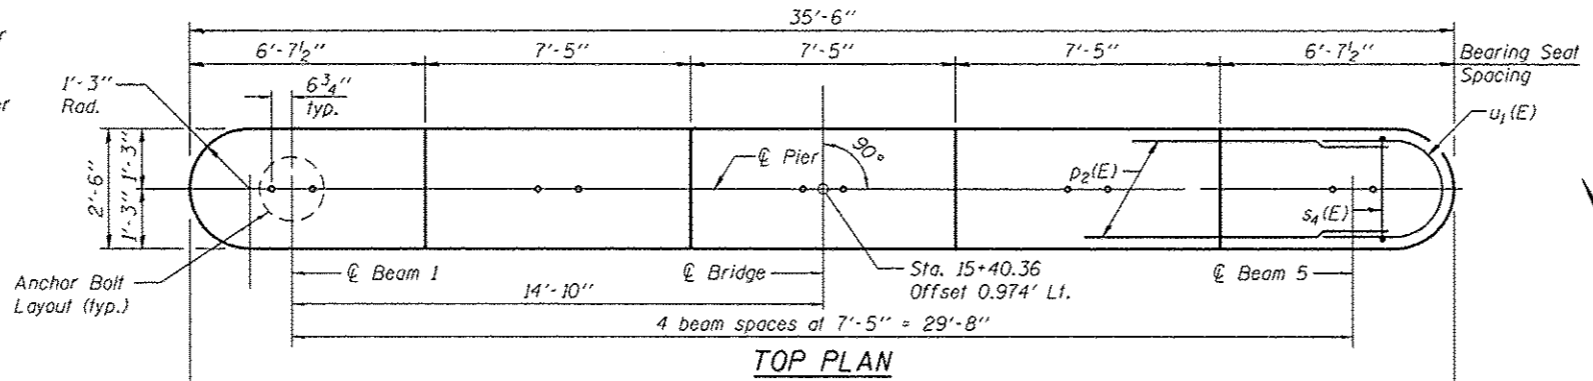 35'-6"
6'-7½"
7'-5"
7'-5"
7'-5"
6'-7½"
Bearing Seat
Spacing
1'-3"
Rad.
6¾"
typ.
u₁(E)
℄ Pier
90°
p₂(E)
2'-6"
1'-3"
1'-3"
s₄(E)
Anchor Bolt
Layout (typ.)
℄ Beam 1
℄ Bridge
Sta. 15+40.36
Offset 0.974' Lt.
℄ Beam 5
14'-10"
4 beam spaces at 7'-5" = 29'-8"
TOP PLAN